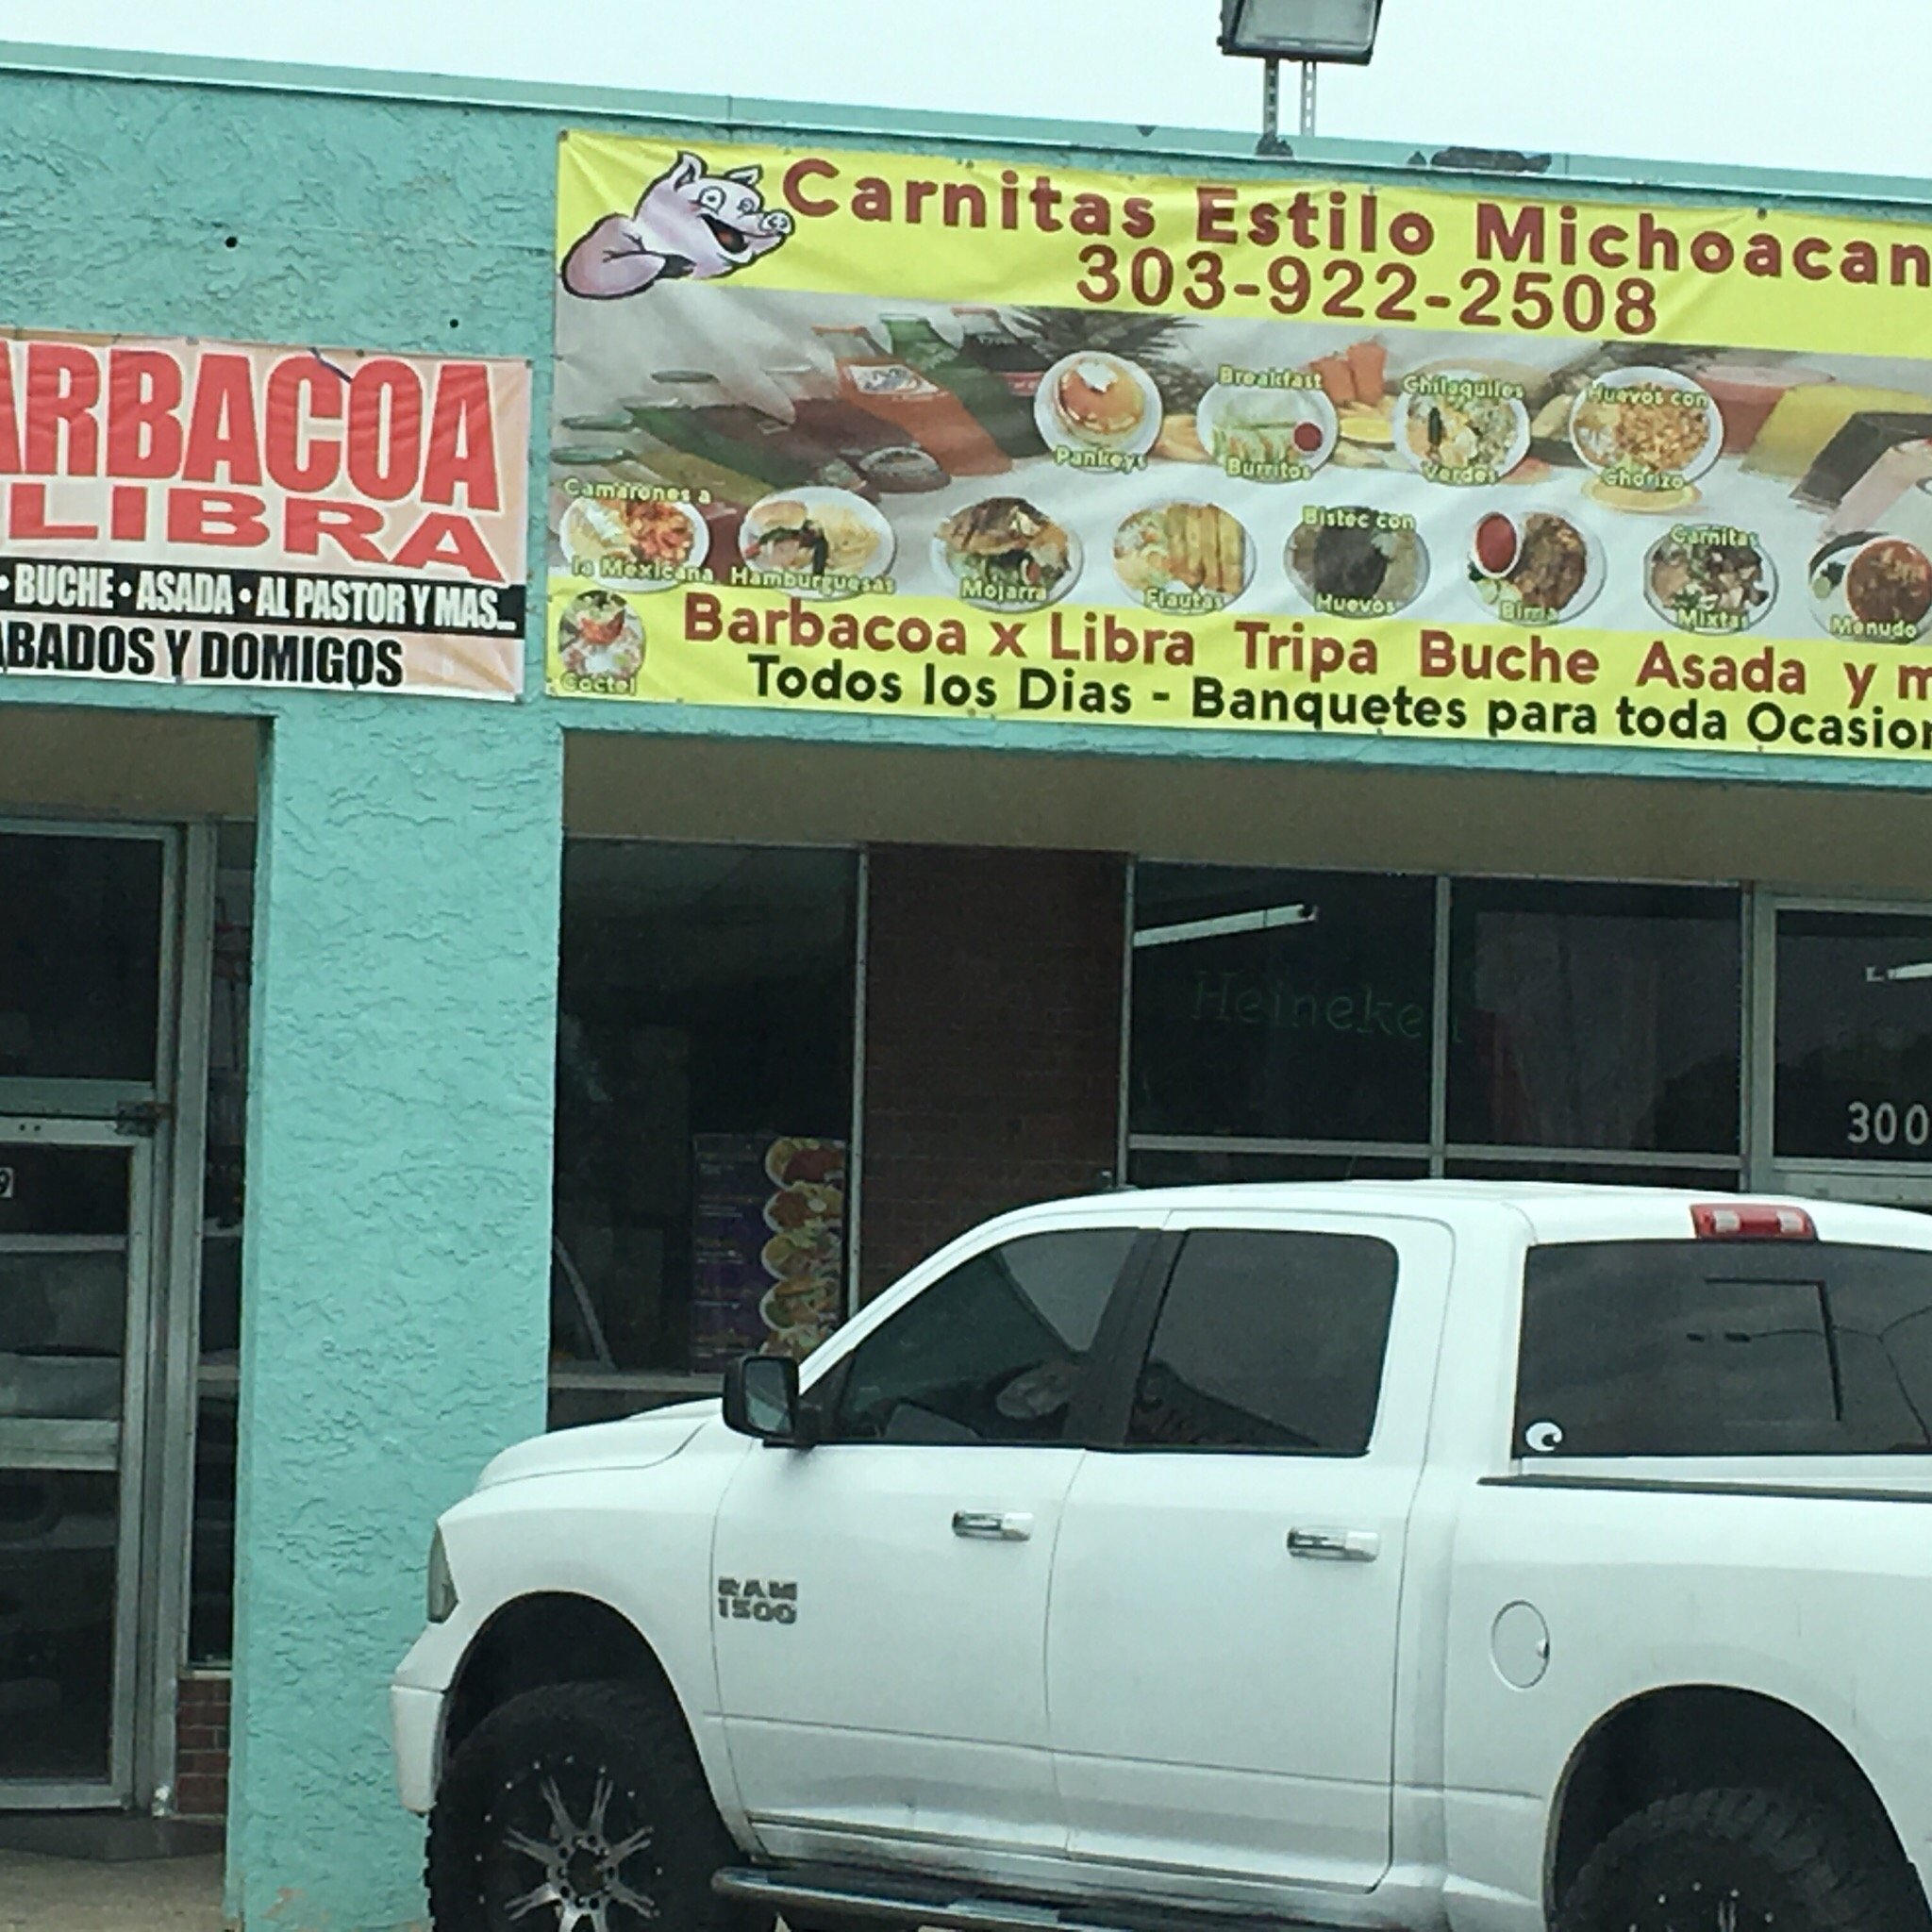 ARBACOA
LIBRA
• BUCHE • ASADA • AL PASTOR Y MAS...
ABADOS Y DOMIGOS
Carnitas Estilo Michoacan
303-922-2508
Pankeys
Breakfast
Burritos
Chilaquiles
Verdes
Huevos con
Chorizo
Camarones a
la Mexicana
Hamburguesas
Mojarra
Flautas
Bistec con
Huevos
Birria
Carnitas
Mixtas
Menudo
Coctel
Barbacoa x Libra Tripa Buche Asada y m
Todos los Dias - Banquetes para toda Ocasion
Heineken
300
9
RAM
1500